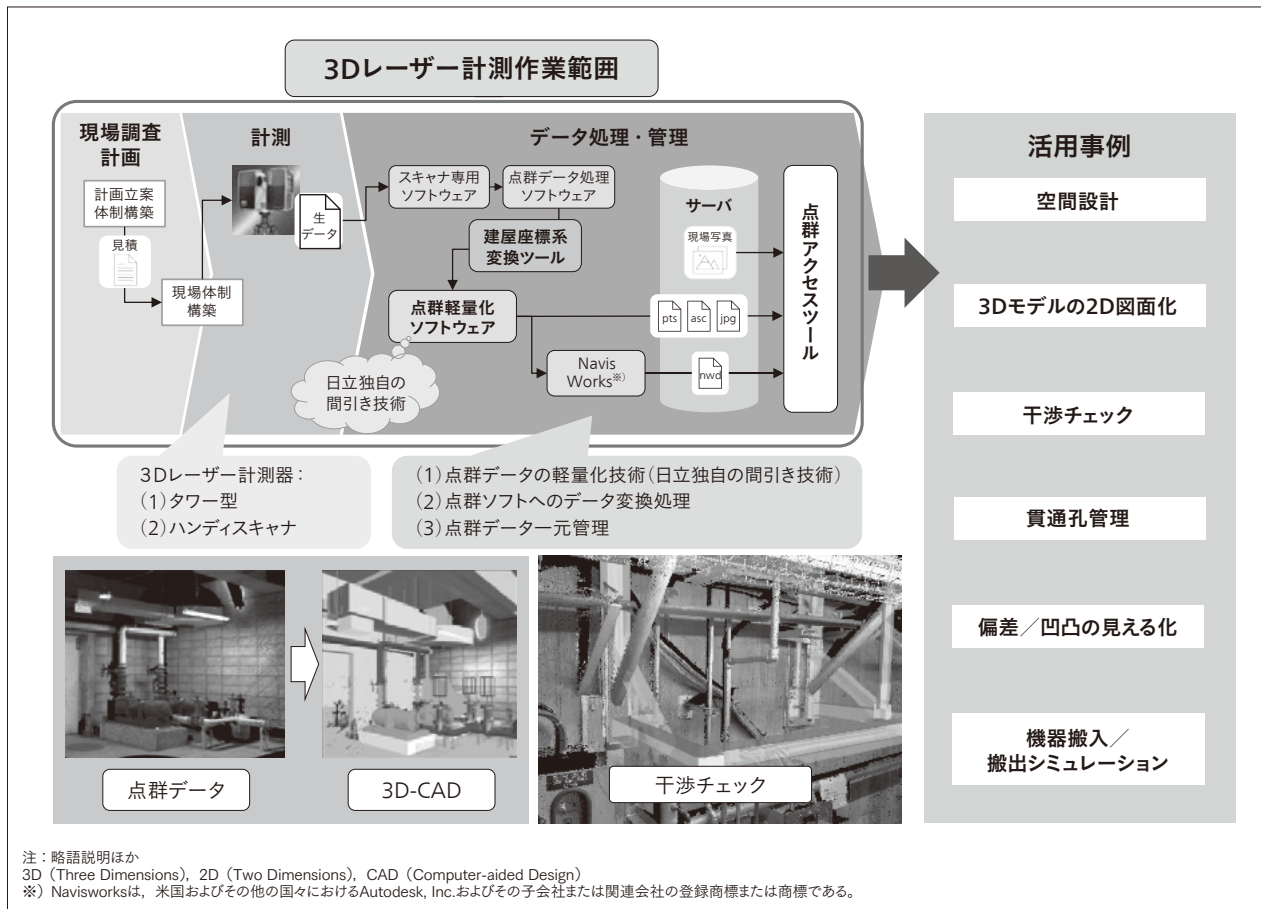 3Dレーザー計測作業範囲
現場調査
計画
計画立案
体制構築
見積
現場体制
構築
計測
生
データ
データ処理・管理
スキャナ専用
ソフトウェア
点群データ処理
ソフトウェア
建屋座標系
変換ツール
点群軽量化
ソフトウェア
日立独自の
間引き技術
Navis
Works※)
サーバ
現場写真
pts
asc
jpg
nwd
点群アクセスツール
3Dレーザー計測器：
（1）タワー型
（2）ハンディスキャナ
（1）点群データの軽量化技術（日立独自の間引き技術）
（2）点群ソフトへのデータ変換処理
（3）点群データ一元管理
点群データ
3D-CAD
干渉チェック
活用事例
空間設計
3Dモデルの2D図面化
干渉チェック
貫通孔管理
偏差／凹凸の見える化
機器搬入／
搬出シミュレーション
注：略語説明ほか
3D（Three Dimensions），2D（Two Dimensions），CAD（Computer-aided Design）
※）Navisworksは，米国およびその他の国々におけるAutodesk, Inc.およびその子会社または関連会社の登録商標または商標である。